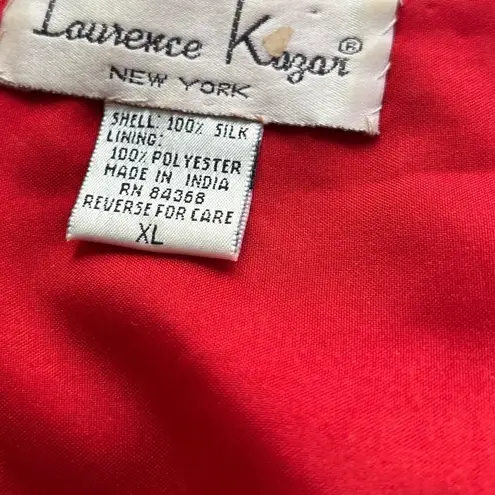 Laurence Kazar®
NEW YORK
SHELL: 100% SILK
LINING:
100% POLYESTER
MADE IN INDIA
RN 84368
REVERSE FOR CARE
XL